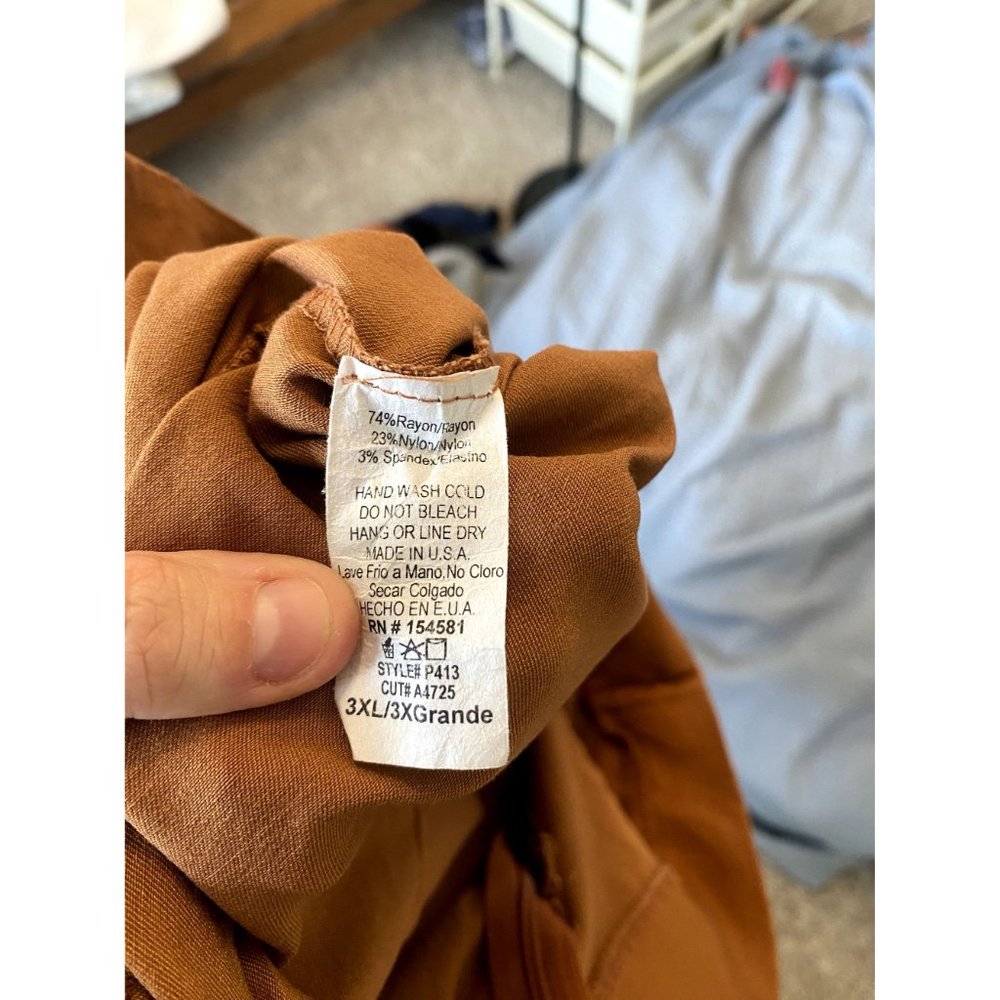 74%Rayon/Rayon
23%Nylon/Nylon
3% Spandex/Elastno
HAND WASH COLD
DO NOT BLEACH
HANG OR LINE DRY
MADE IN U.S.A.
Lave Frio a Mano,No Cloro
Secar Colgado
HECHO EN E.U.A.
RN # 154581
STYLE# P413
CUT# A4725
3XL/3XGrande